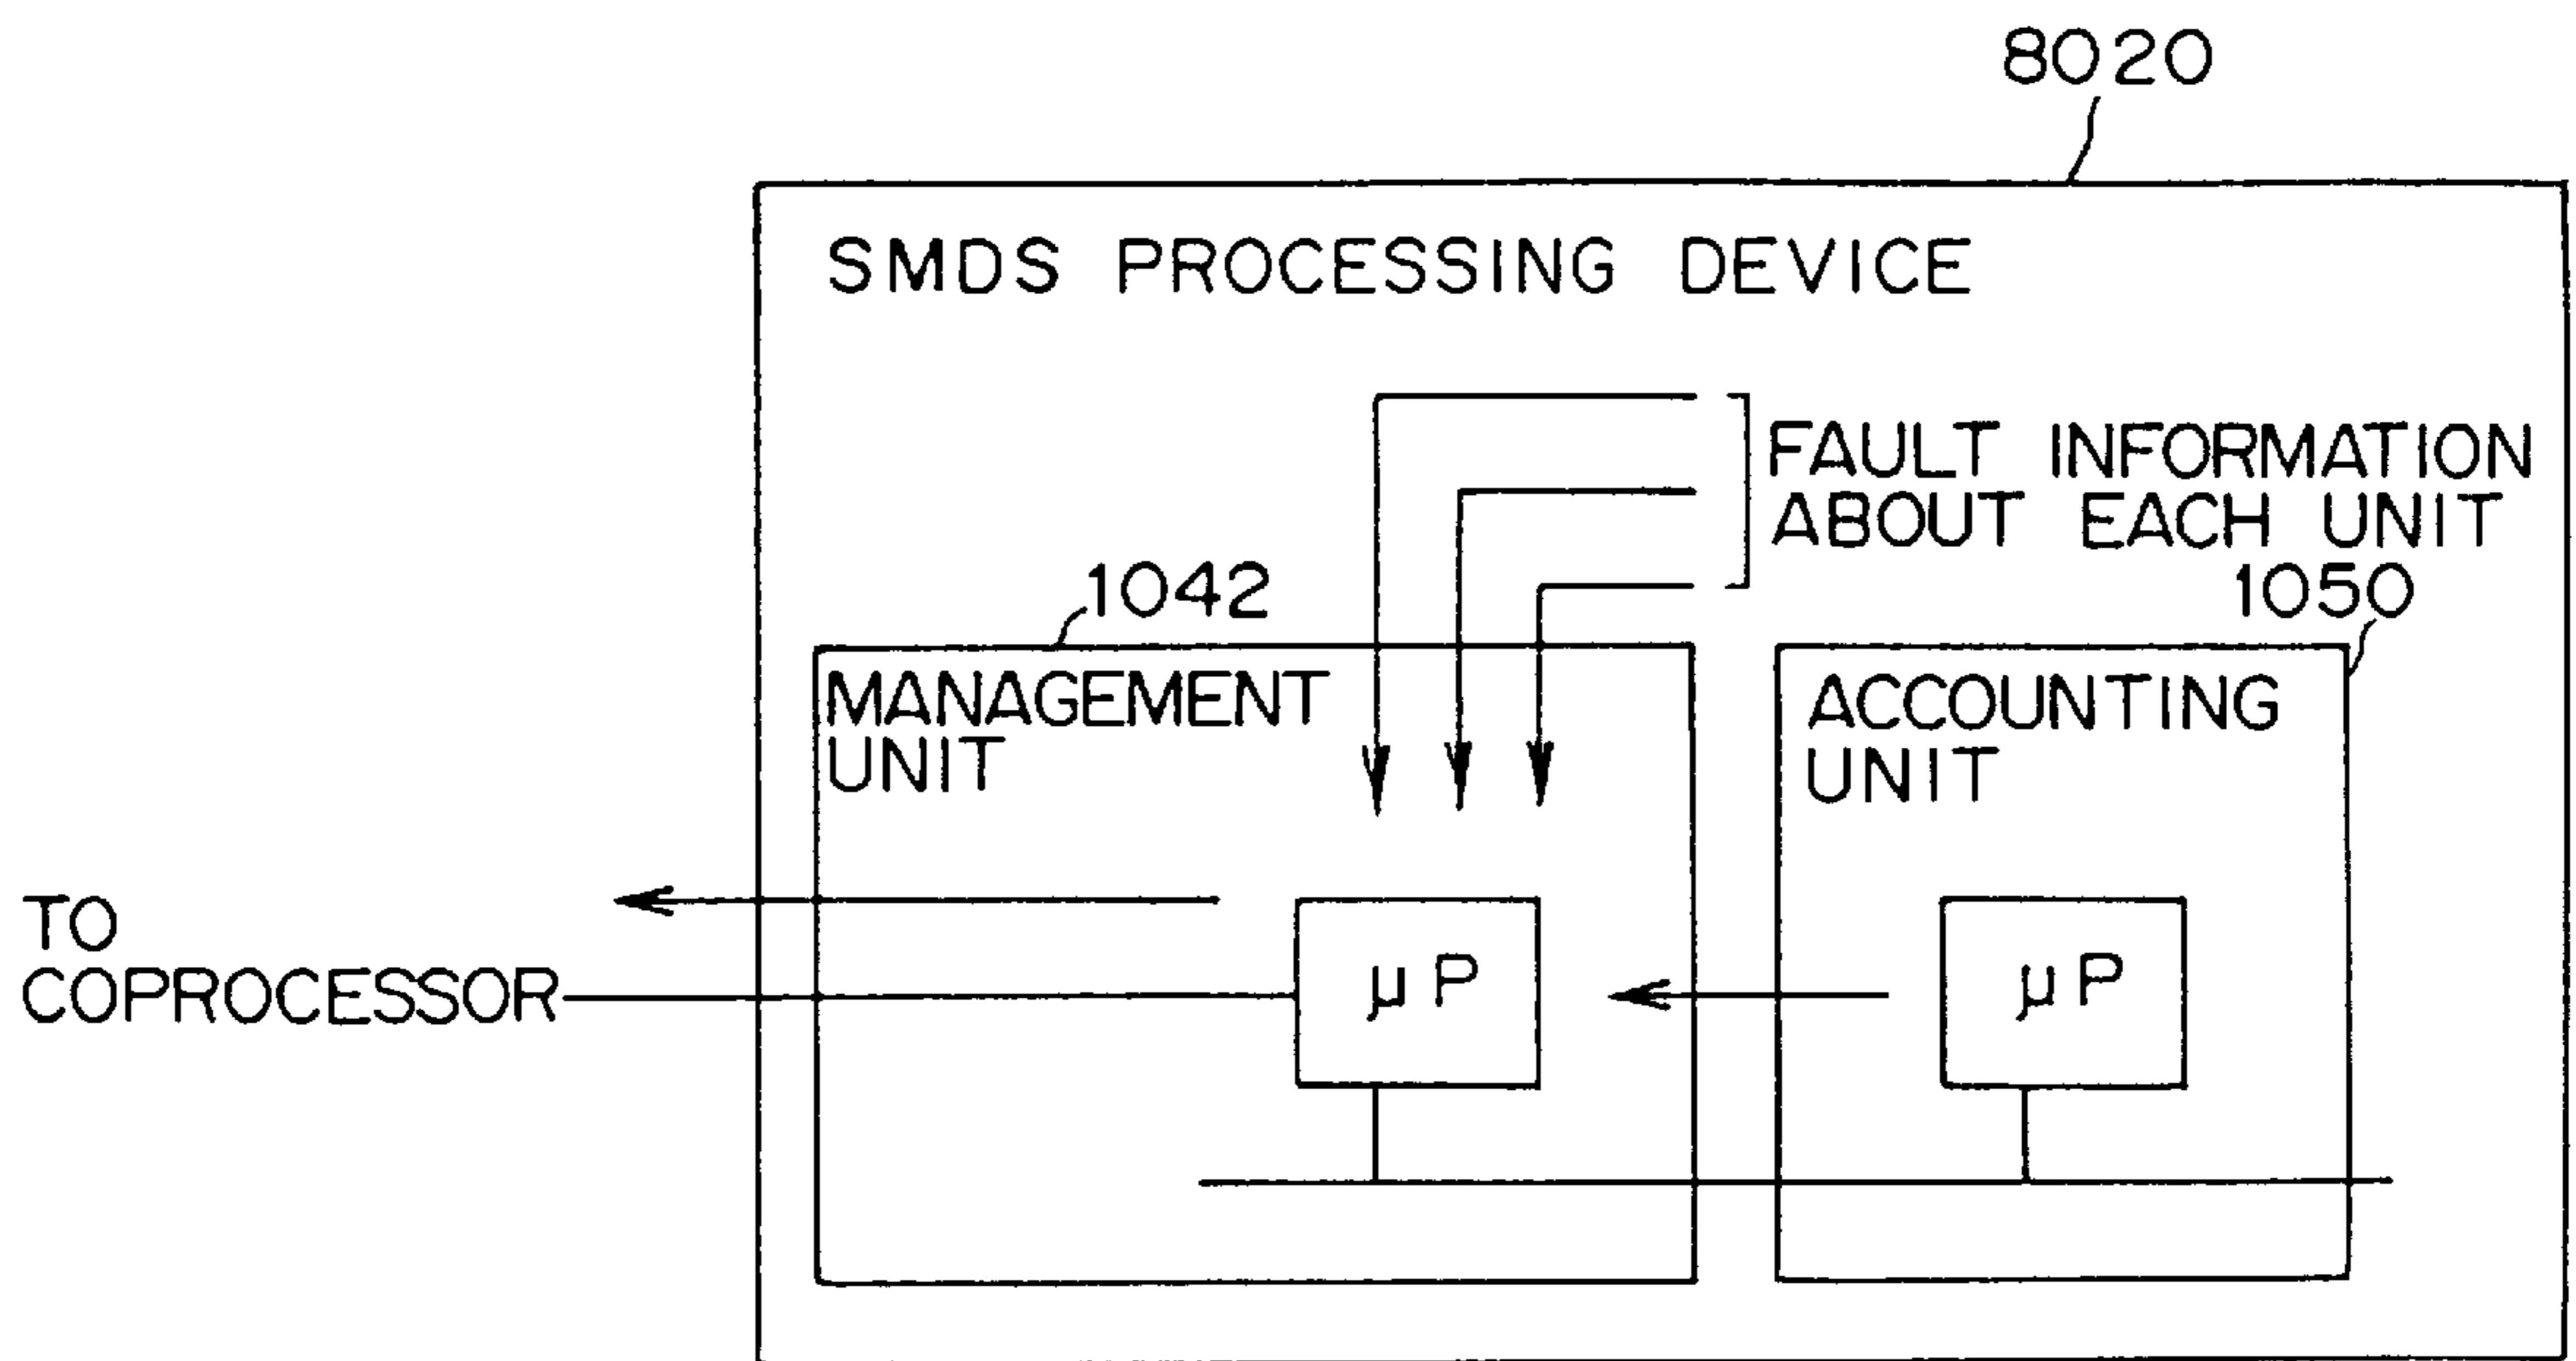 8020
SMDS PROCESSING DEVICE
FAULT INFORMATION
ABOUT EACH UNIT
1042
1050
MANAGEMENT
UNIT
ACCOUNTING
UNIT
TO
COPROCESSOR
μP
μP